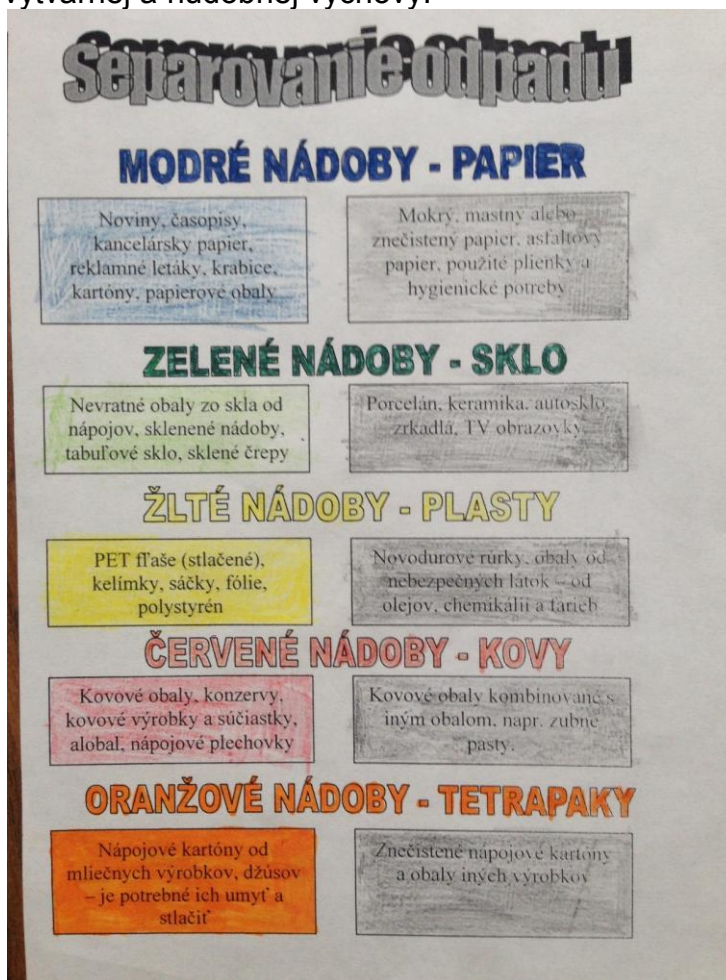 výtvarnej a hudobnej výchovy.
Separovanie odpadu
MODRÉ NÁDOBY - PAPIER
Noviny, časopisy,
kancelársky papier,
reklamné letáky, krabice,
kartóny, papierové obaly
Mokrý, mastný alebo
znečistený papier, asfaltový
papier, použité plienky a
hygienické potreby
ZELENÉ NÁDOBY - SKLO
Nevratné obaly zo skla od
nápojov, sklenené nádoby,
tabuľové sklo, sklené črepy
Porcelán, keramika, autosklo,
zrkadlá, TV obrazovky
ŽLTÉ NÁDOBY - PLASTY
PET fľaše (stlačené),
kelímky, sáčky, fólie,
polystyrén
Novodurové rúrky, obaly od
nebezpečných látok – od
olejov, chemikálií a farieb
ČERVENÉ NÁDOBY - KOVY
Kovové obaly, konzervy,
kovové výrobky a súčiastky,
alobal, nápojové plechovky
Kovové obaly kombinované s
iným obalom, napr. zubné
pasty.
ORANŽOVÉ NÁDOBY - TETRAPAKY
Nápojové kartóny od
mliečnych výrobkov, džúsov
– je potrebné ich umyť a
stlačiť
Znečistené nápojové kartóny
a obaly iných výrobkov